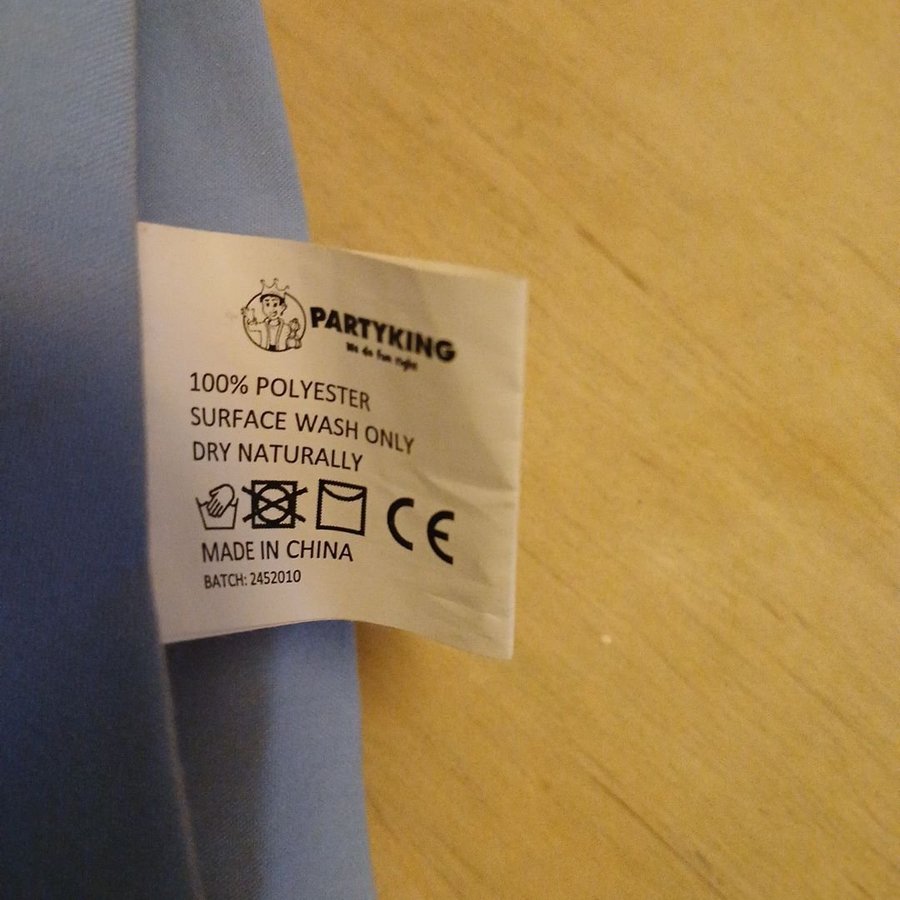 PARTYKING
We do fun right
100% POLYESTER
SURFACE WASH ONLY
DRY NATURALLY
CE
MADE IN CHINA
BATCH: 2452010